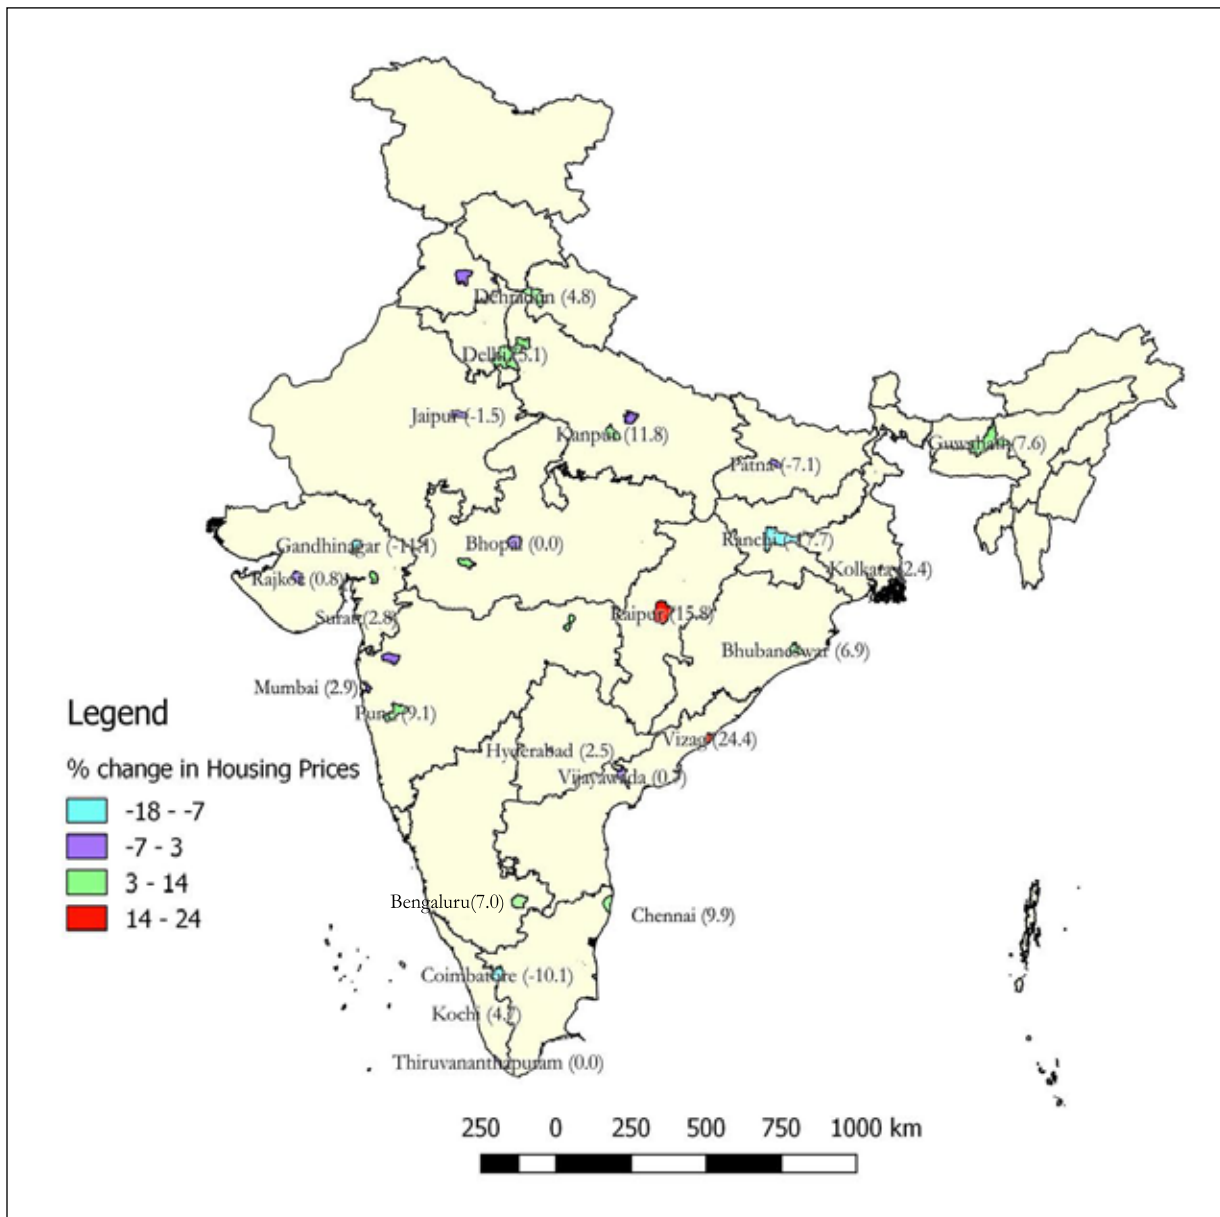 Dehradun (4.8)
Delhi (5.1)
Jaipur (-1.5)
Kanpur (11.8)
Guwahati (7.6)
Patna (-7.1)
Gandhinagar (-11.1)
Bhopal (0.0)
Ranchi (-17.7)
Kolkata (2.4)
Rajkot (0.8)
Surat (2.8)
Raipur (15.8)
Bhubaneswar (6.9)
Mumbai (2.9)
Pune (9.1)
Vizag (24.4)
Hyderabad (2.5)
Vijayawada (0.7)
Legend
% change in Housing Prices
-18 - -7
-7 - 3
3 - 14
14 - 24
Bengaluru(7.0)
Chennai (9.9)
Coimbatore (-10.1)
Kochi (4.7)
Thiruvananthapuram (0.0)
250 0 250 500 750 1000 km